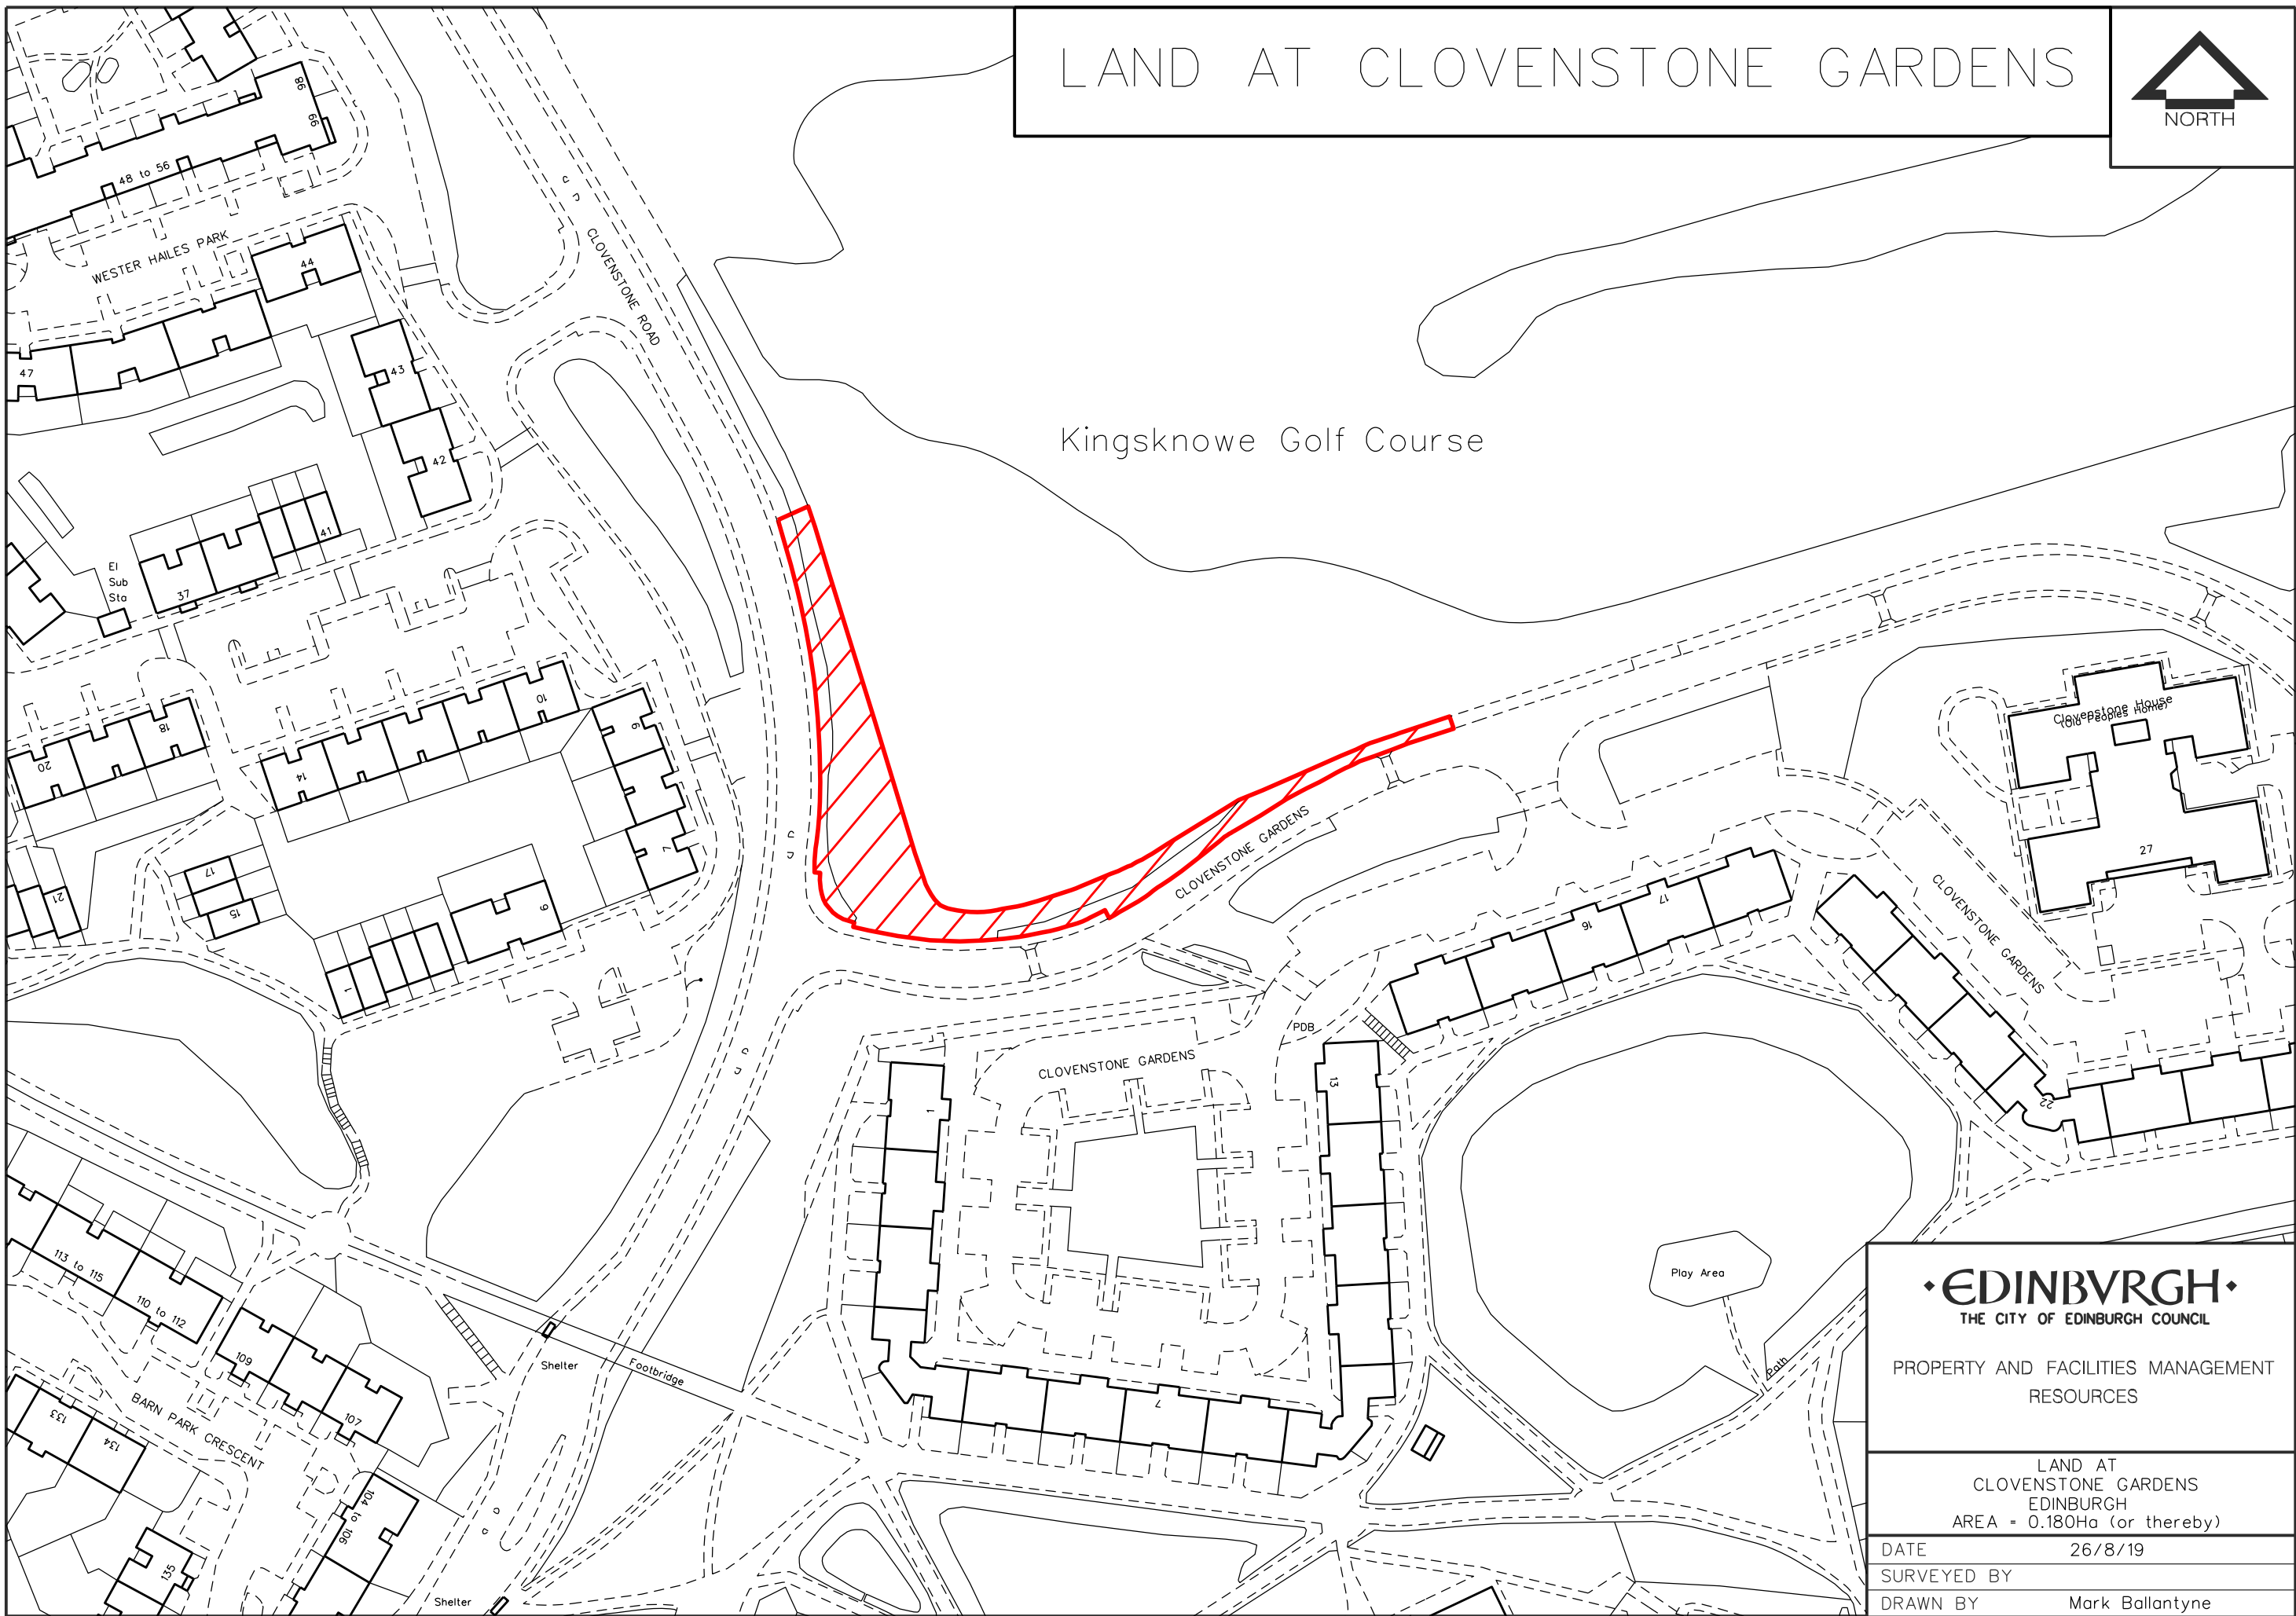 LAND AT CLOVENSTONE GARDENS
NORTH
86
66
48 to 56
WESTER HAILES PARK
44
CLOVENSTONE ROAD
47
43
42
Kingsknowe Golf Course
41
El
Sub
Sta
37
10
9
18
14
20
7
Clovenstone House
(Old Peoples Home)
27
CLOVENSTONE GARDENS
17
15
21
6
1
17
16
CLOVENSTONE GARDENS
PDB
CLOVENSTONE GARDENS
13
1
22
113 to 115
110 to 112
109
107
Shelter
Footbridge
Play Area
Path
7
BARN PARK CRESCENT
133
134
104 to 106
135
Shelter
EDINBVRGH
THE CITY OF EDINBURGH COUNCIL
PROPERTY AND FACILITIES MANAGEMENT
RESOURCES
LAND AT
CLOVENSTONE GARDENS
EDINBURGH
AREA = 0.180Ha (or thereby)
DATE 26/8/19
SURVEYED BY
DRAWN BY Mark Ballantyne